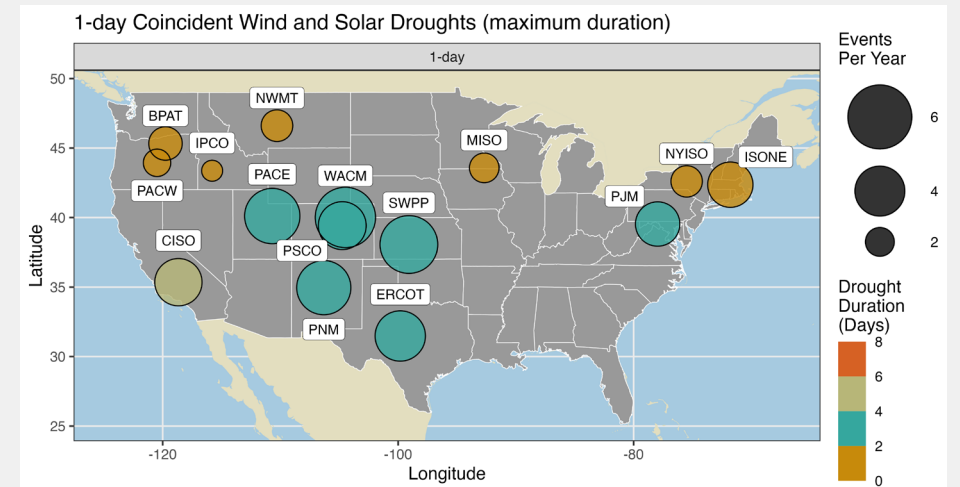 1-day Coincident Wind and Solar Droughts (maximum duration)
1-day
50
45
40
35
30
25
Latitude
-120
-100
-80
Longitude
NWMT
BPAT
IPCO
MISO
NYISO
ISONE
PACW
PACE
WACM
PJM
SWPP
CISO
PSCO
ERCOT
PNM
Events
Per Year
6
4
2
Drought
Duration
(Days)
8
6
4
2
0